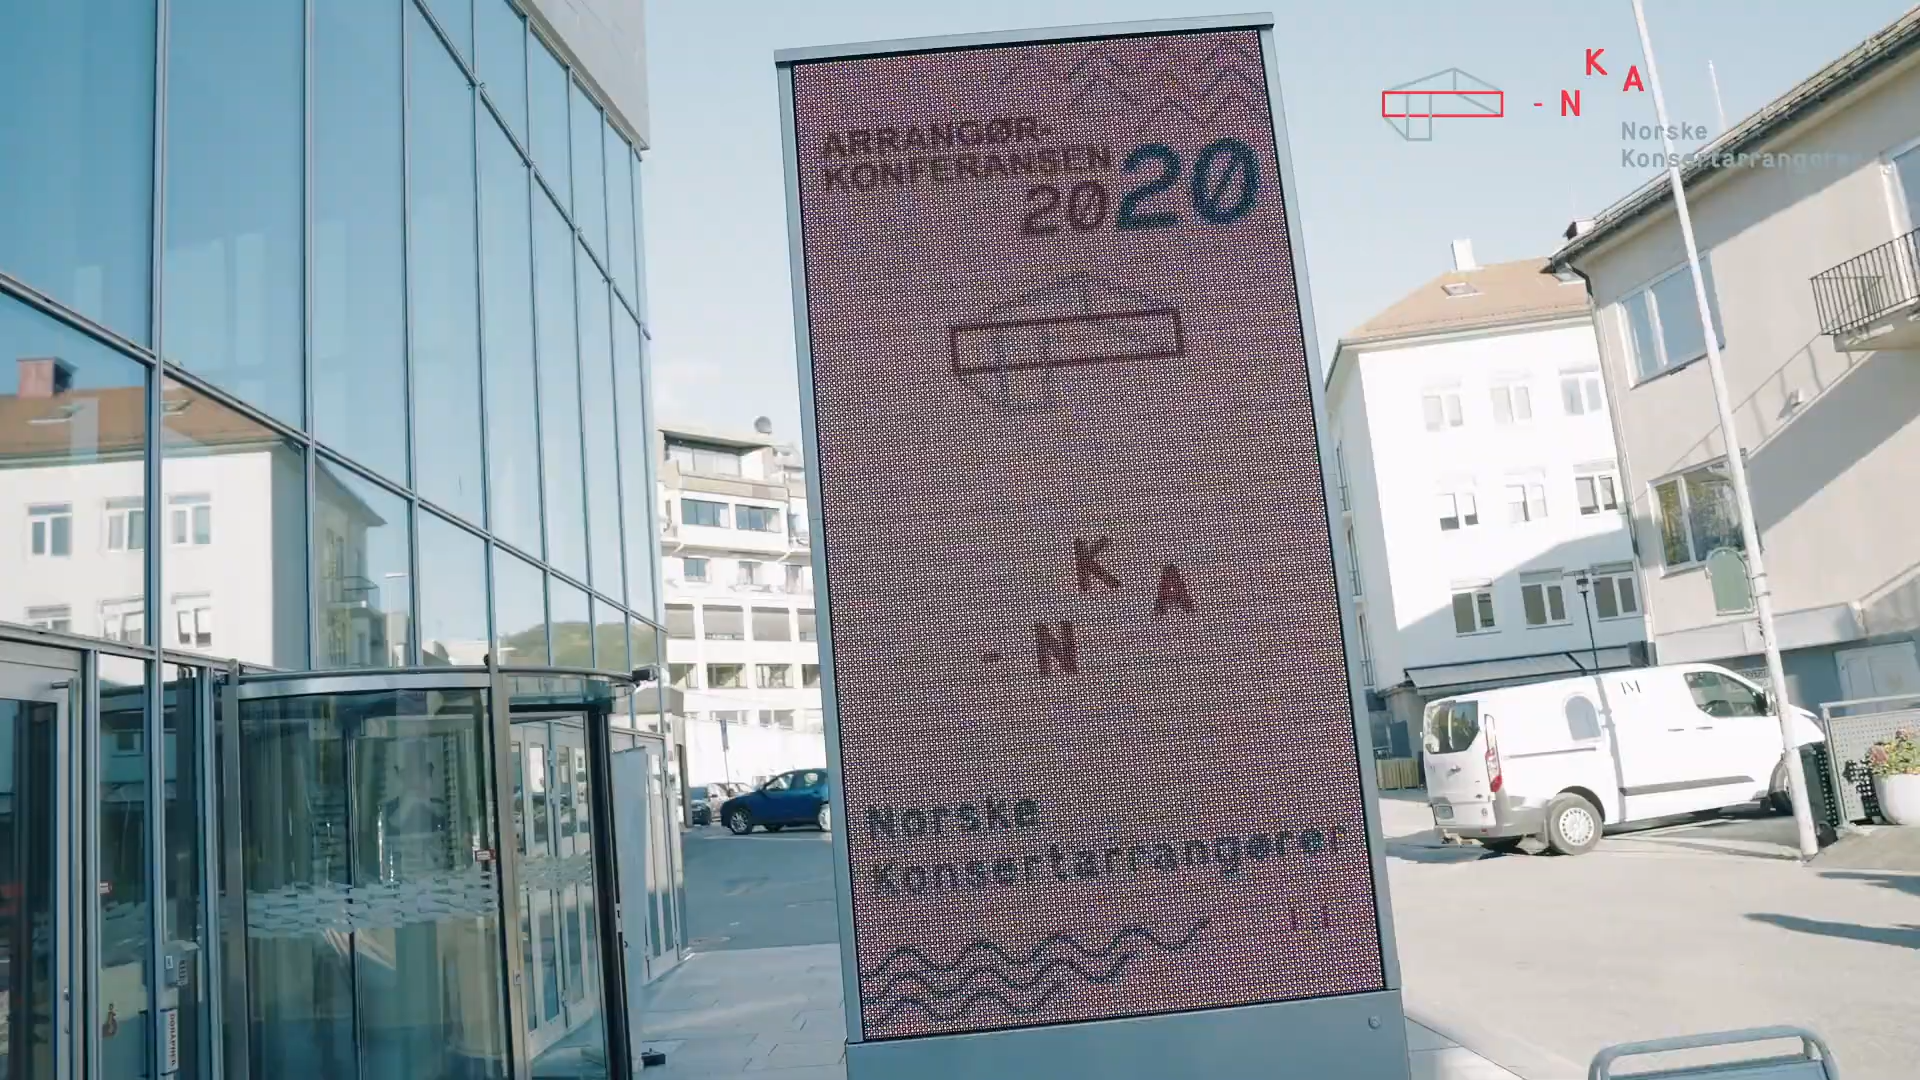 ARRANGØR-
KONFERANSEN
2020
K
A
- N
Norske
Konsertarrangører
K
A
- N
Norske
Konsertarrangører